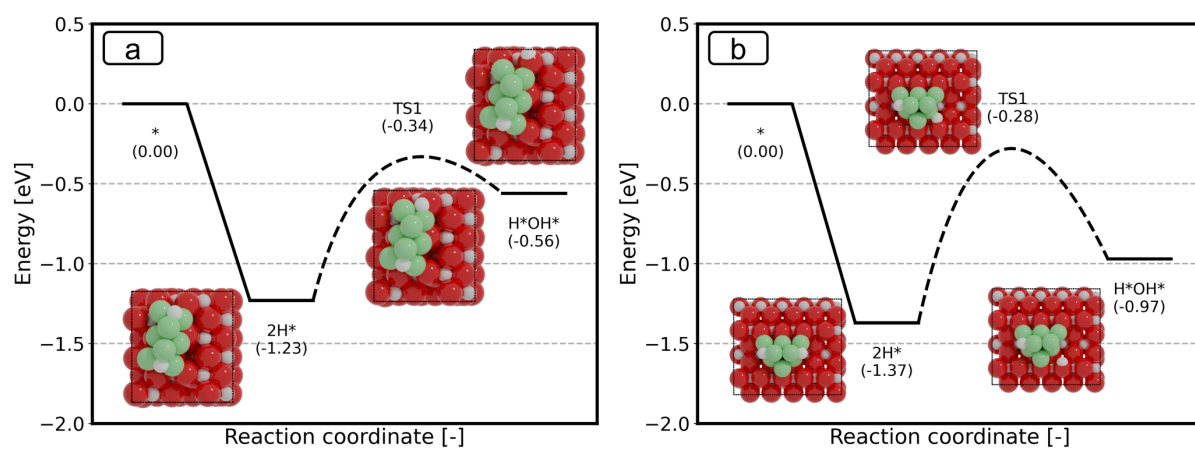 a
Energy [eV]
0.5
0.0
−0.5
−1.0
−1.5
−2.0
*
(0.00)
2H*
(-1.23)
TS1
(-0.34)
H*OH*
(-0.56)
Reaction coordinate [-]
b
Energy [eV]
0.5
0.0
−0.5
−1.0
−1.5
−2.0
*
(0.00)
2H*
(-1.37)
TS1
(-0.28)
H*OH*
(-0.97)
Reaction coordinate [-]